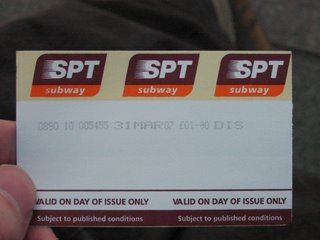 SPT SPT SPT
subway subway subway
0890 10 005455 31MAR07 £01-90 DIS
VALID ON DAY OF ISSUE ONLY VALID ON DAY OF ISSUE ONLY
Subject to published conditions Subject to published conditions